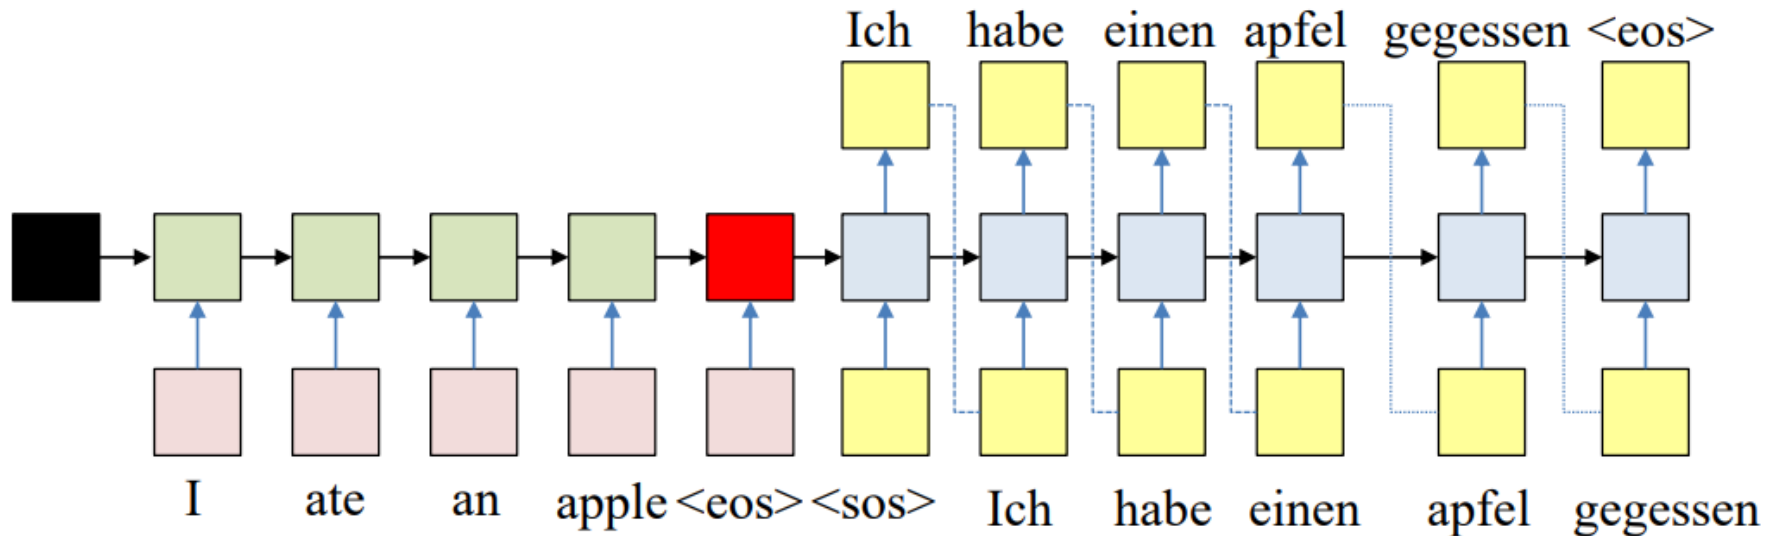 Ich habe einen apfel gegessen <eos>
I ate an apple <eos> <sos> Ich habe einen apfel gegessen